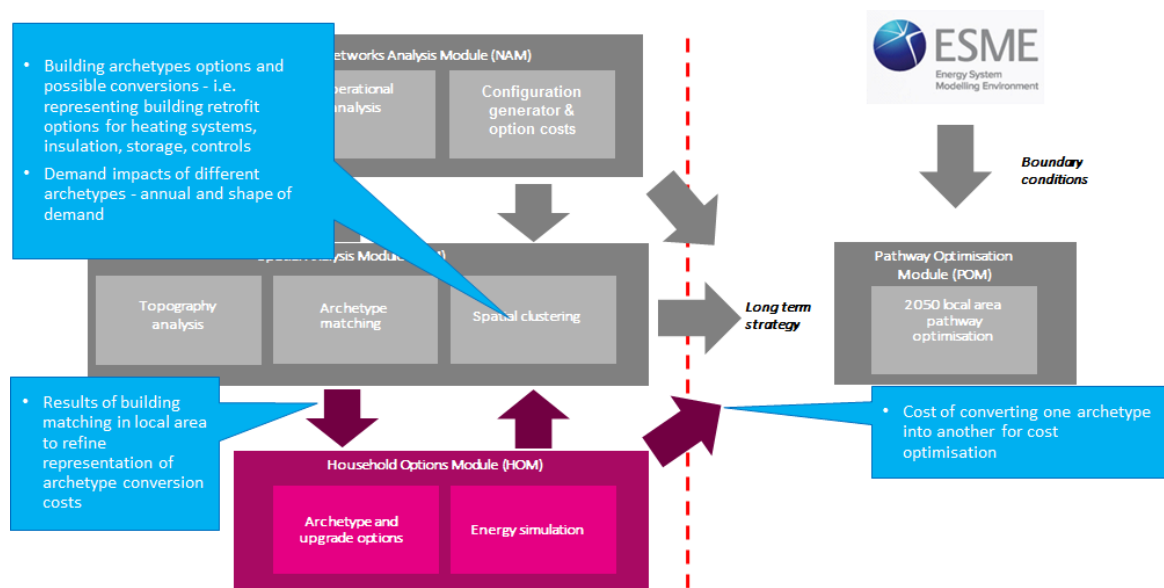 • Building archetypes options and
possible conversions - i.e.
representing building retrofit
options for heating systems,
insulation, storage, controls
• Demand impacts of different
archetypes - annual and shape of
demand
etworks Analysis Module (NAM)
perational
analysis
Configuration
generator &
option costs
ESME
Energy System
Modelling Environment
Boundary
conditions
Analysis Module
Topography
analysis
Archetype
matching
Spatial clustering
Long term
strategy
Pathway Optimisation
Module (POM)
2050 local area
pathway
optimisation
• Results of building
matching in local area
to refine
representation of
archetype conversion
costs
• Cost of converting one archetype
into another for cost
optimisation
Household Options Module (HOM)
Archetype and
upgrade options
Energy simulation